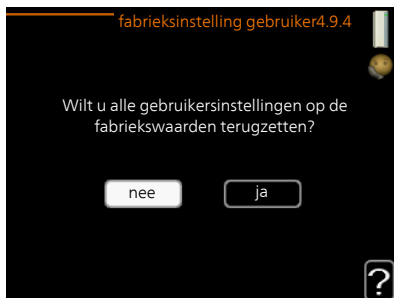 fabrieksinstelling gebruiker4.9.4
Wilt u alle gebruikersinstellingen op de
fabriekswaarden terugzetten?
nee
ja
?